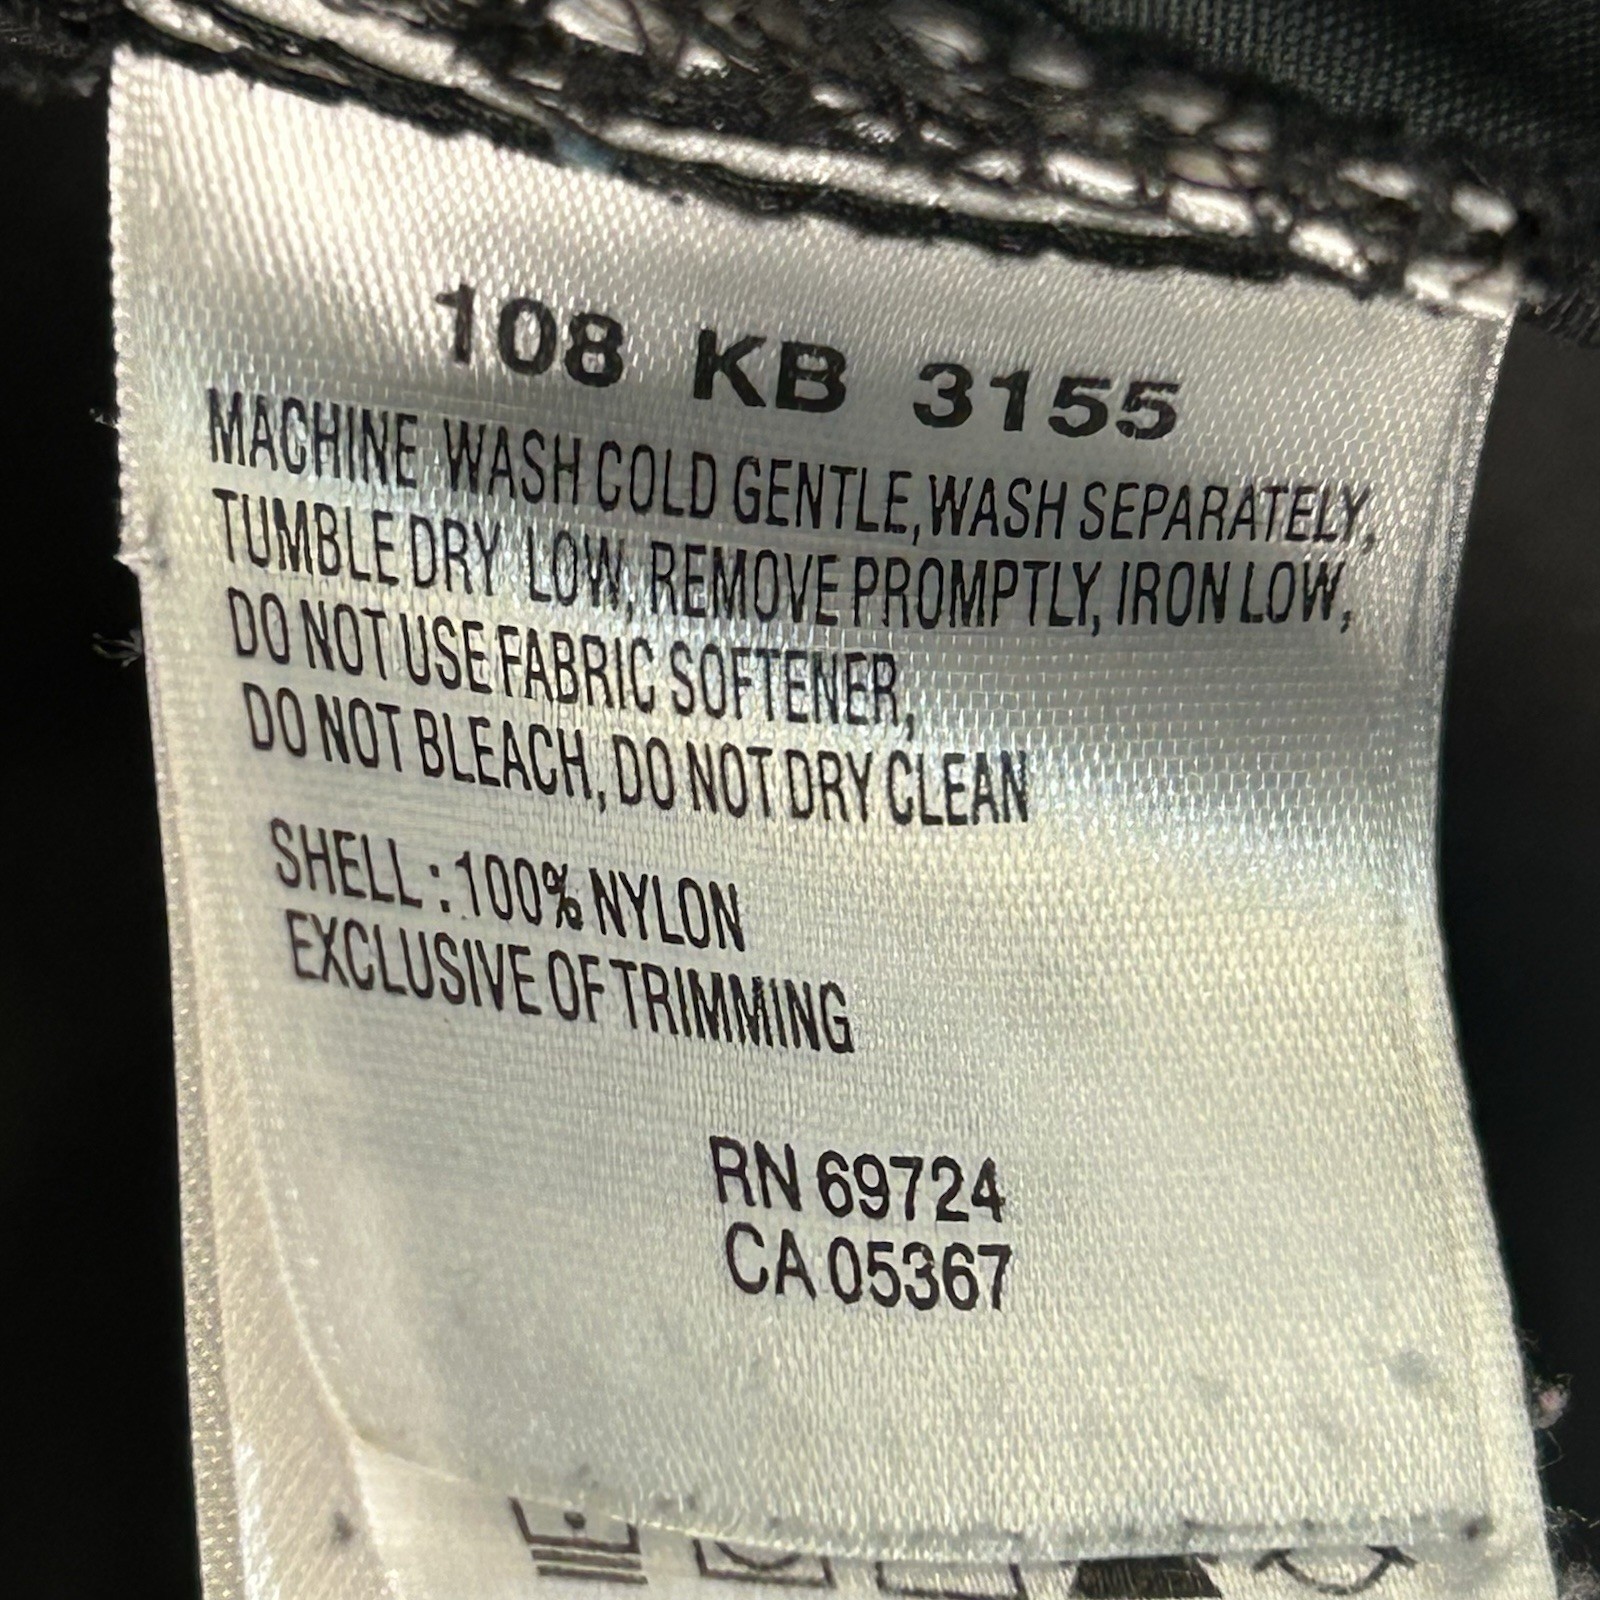 108 KB 3155
MACHINE WASH COLD GENTLE, WASH SEPARATELY,
TUMBLE DRY LOW, REMOVE PROMPTLY, IRON LOW,
DO NOT USE FABRIC SOFTENER,
DO NOT BLEACH, DO NOT DRY CLEAN
SHELL : 100% NYLON
EXCLUSIVE OF TRIMMING
RN 69724
CA 05367